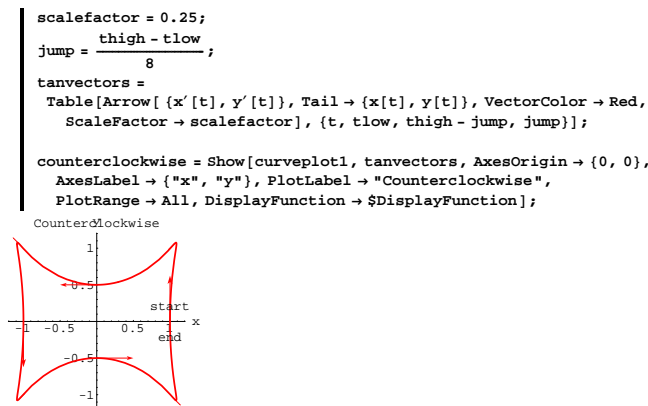 scalefactor = 0.25;
jump = (thigh - tlow)/8 ;
tanvectors =
Table[Arrow[ {x′[t], y′[t]}, Tail → {x[t], y[t]}, VectorColor → Red,
ScaleFactor → scalefactor], {t, tlow, thigh - jump, jump}];
counterclockwise = Show[curveplot1, tanvectors, AxesOrigin → {0, 0},
AxesLabel → {"x", "y"}, PlotLabel → "Counterclockwise",
PlotRange → All, DisplayFunction → $DisplayFunction];
Counterclockwise
y
1
0.5
start
-1 -0.5 0.5 1 x
end
-0.5
-1